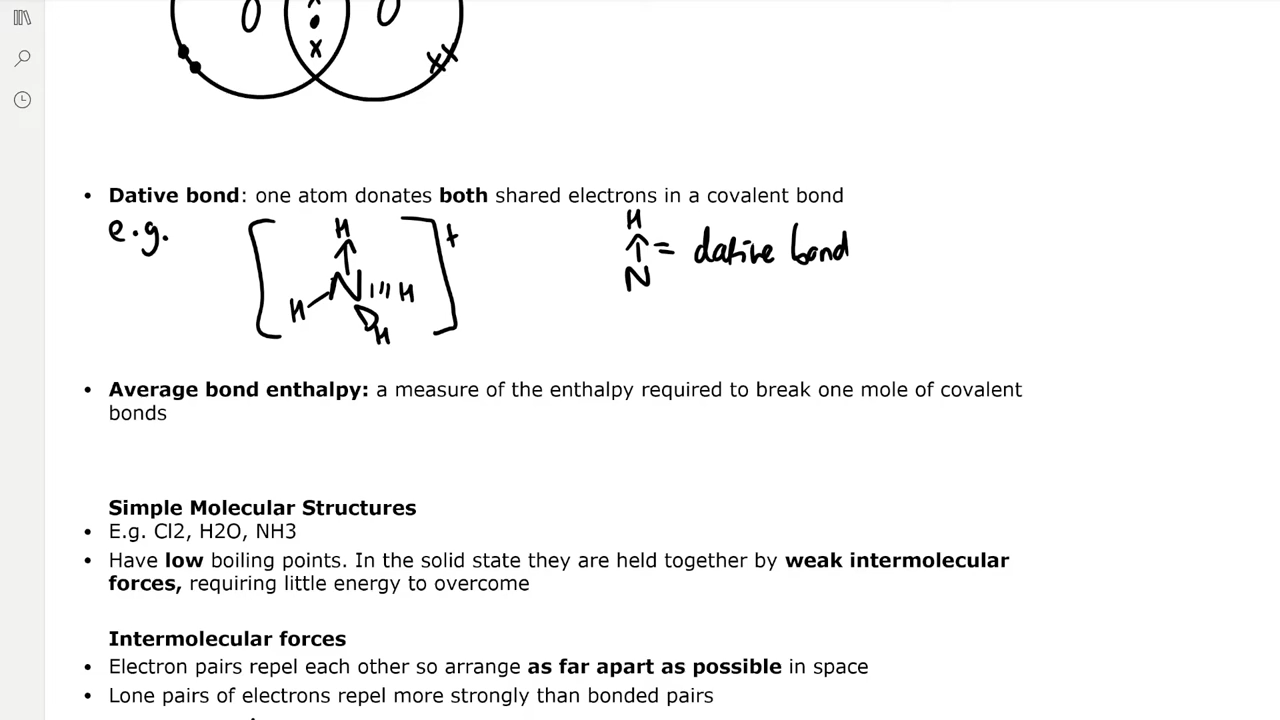 O O
x
xx
• Dative bond: one atom donates both shared electrons in a covalent bond
e.g.
H
N
H
H
H
+
H
N
= dative bond
• Average bond enthalpy: a measure of the enthalpy required to break one mole of covalent
bonds
Simple Molecular Structures
• E.g. Cl2, H2O, NH3
• Have low boiling points. In the solid state they are held together by weak intermolecular
forces, requiring little energy to overcome
Intermolecular forces
• Electron pairs repel each other so arrange as far apart as possible in space
• Lone pairs of electrons repel more strongly than bonded pairs